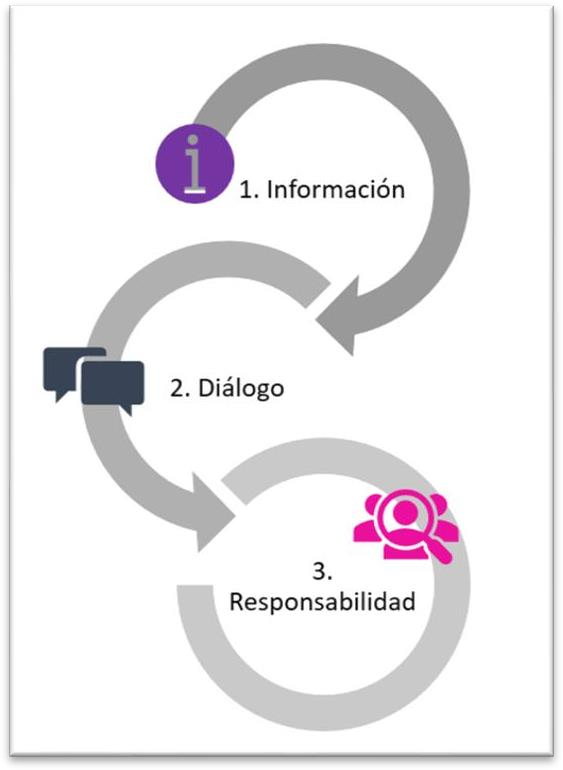 1. Información
2. Diálogo
3.
Responsabilidad